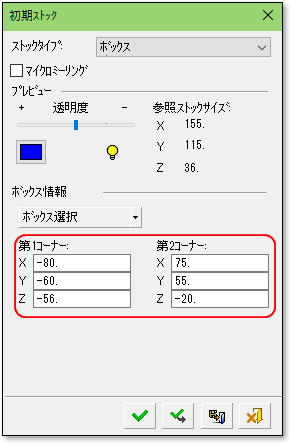 初期ストック
ストックタイプ: ボックス
マイクロミーリング
プレビュー
+ 透明度 −
参照ストックサイズ:
X 155.
Y 115.
Z 36.
ボックス情報
ボックス選択
第1コーナー: 第2コーナー:
X -80. X 75.
Y -60. Y 55.
Z -56. Z -20.